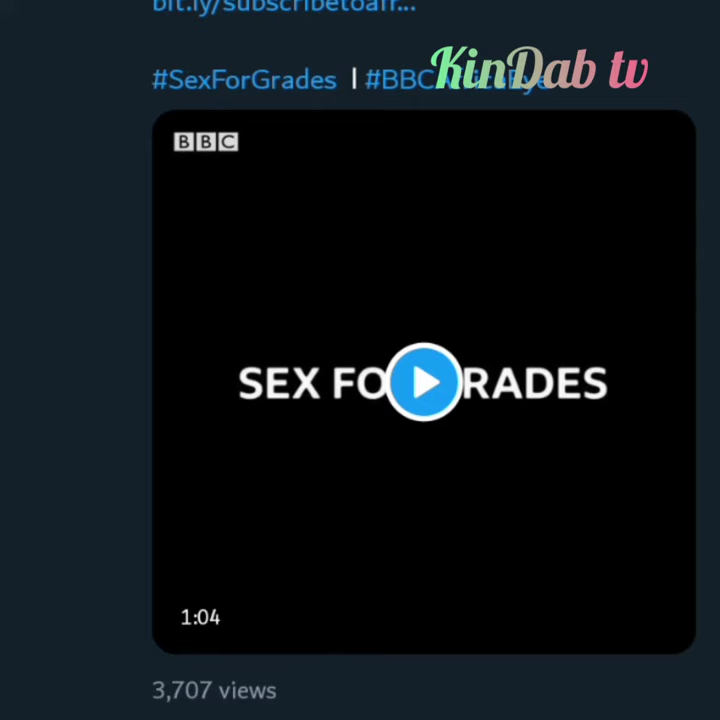 bit.ly/subscribetoafr...
KinDab tv
#SexForGrades | #BBC
BBC
SEX FO RADES
1:04
3,707 views